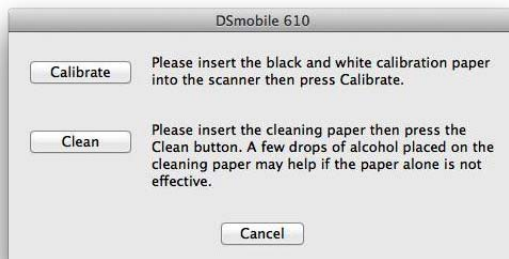 DSmobile 610
Calibrate
Please insert the black and white calibration paper
into the scanner then press Calibrate.
Clean
Please insert the cleaning paper then press the
Clean button. A few drops of alcohol placed on the
cleaning paper may help if the paper alone is not
effective.
Cancel